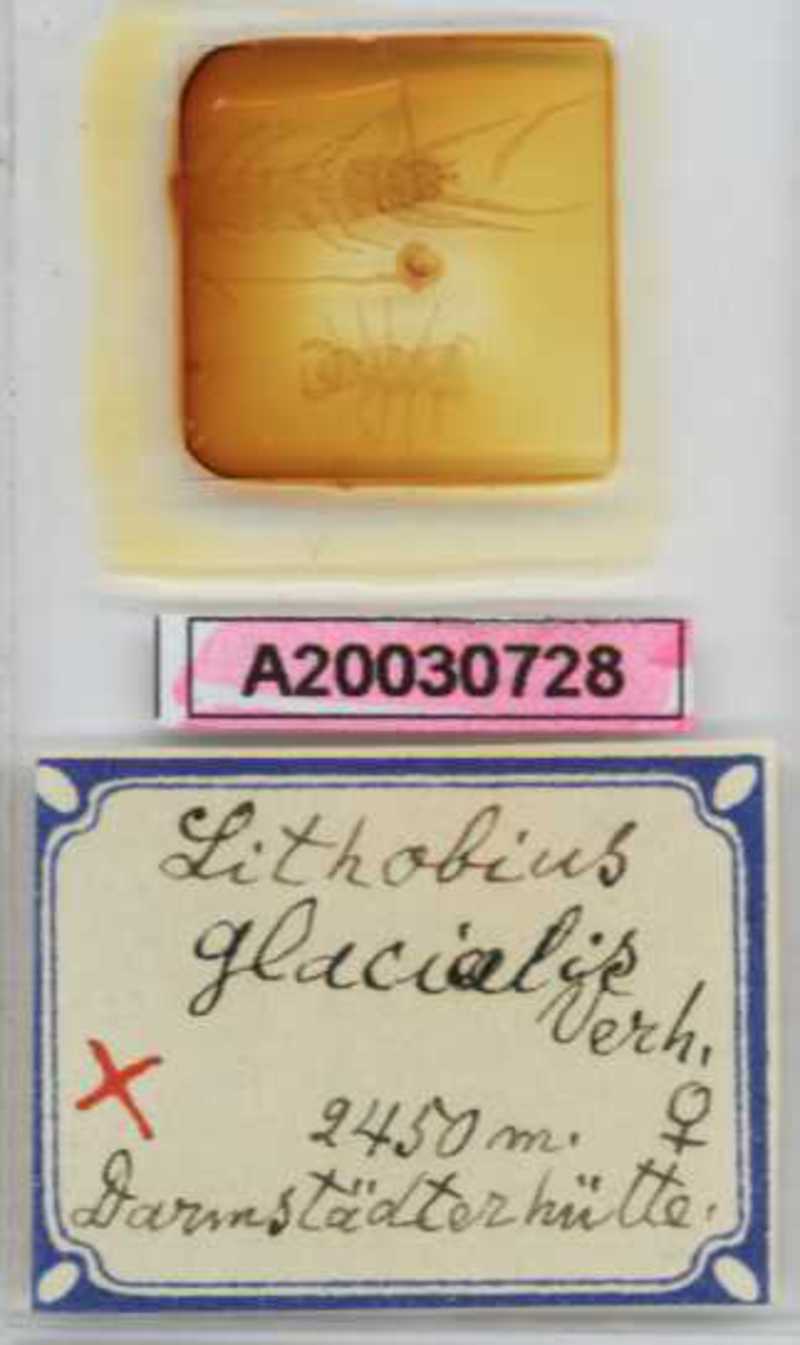 A20030728
Lithobius
glacialis
Verh.
2450 m. ♀
Darmstädterhütte.